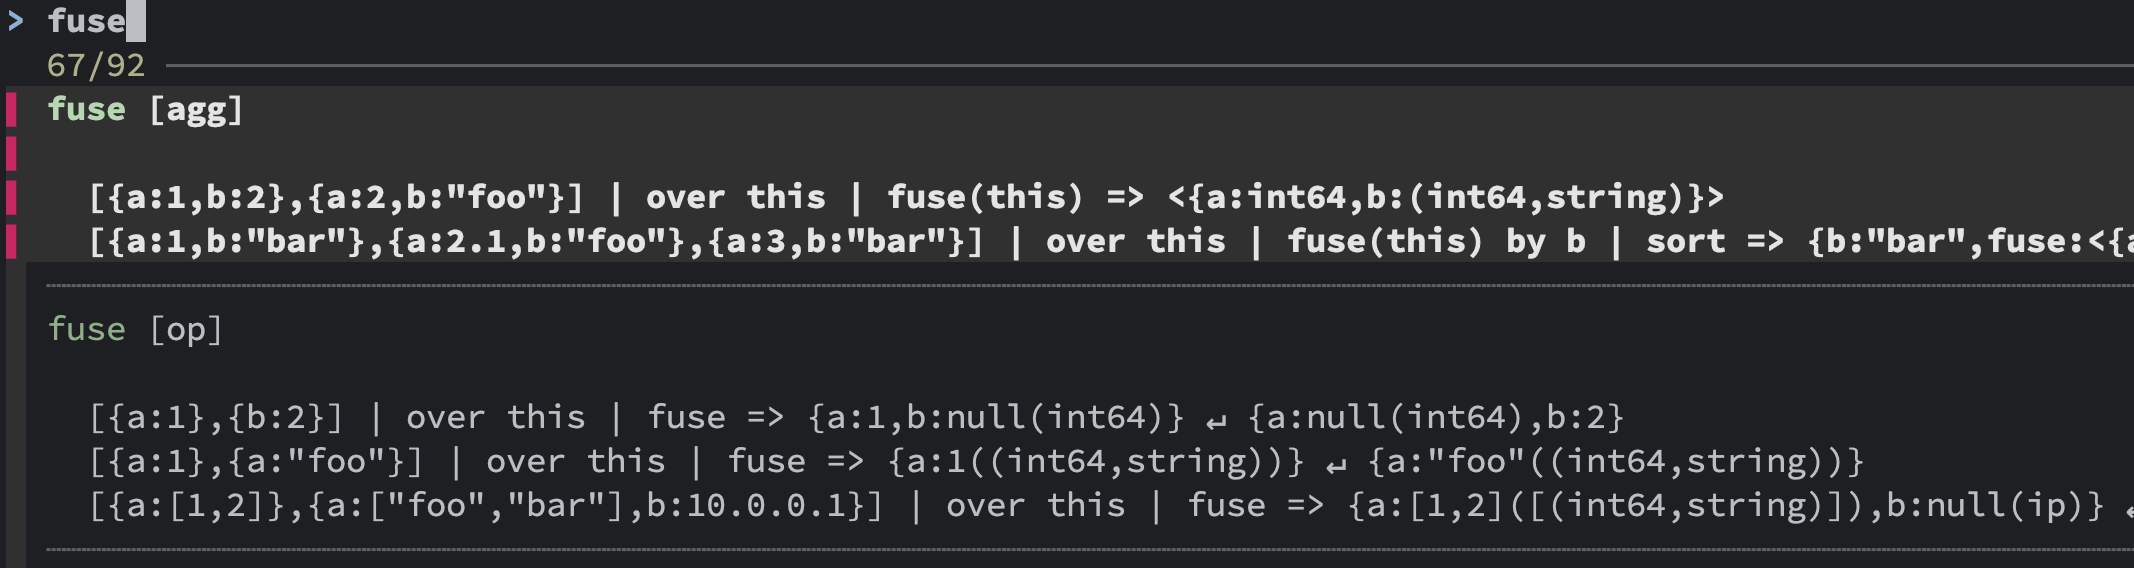 > fuse
67/92
fuse [agg]
[{a:1,b:2},{a:2,b:"foo"}] | over this | fuse(this) => <{a:int64,b:(int64,string)}>
[{a:1,b:"bar"},{a:2.1,b:"foo"},{a:3,b:"bar"}] | over this | fuse(this) by b | sort => {b:"bar",fuse:<{a
fuse [op]
[{a:1},{b:2}] | over this | fuse => {a:1,b:null(int64)} ↵ {a:null(int64),b:2}
[{a:1},{a:"foo"}] | over this | fuse => {a:1((int64,string))} ↵ {a:"foo"((int64,string))}
[{a:[1,2]},{a:["foo","bar"],b:10.0.0.1}] | over this | fuse => {a:[1,2]([(int64,string)]),b:null(ip)} ↵